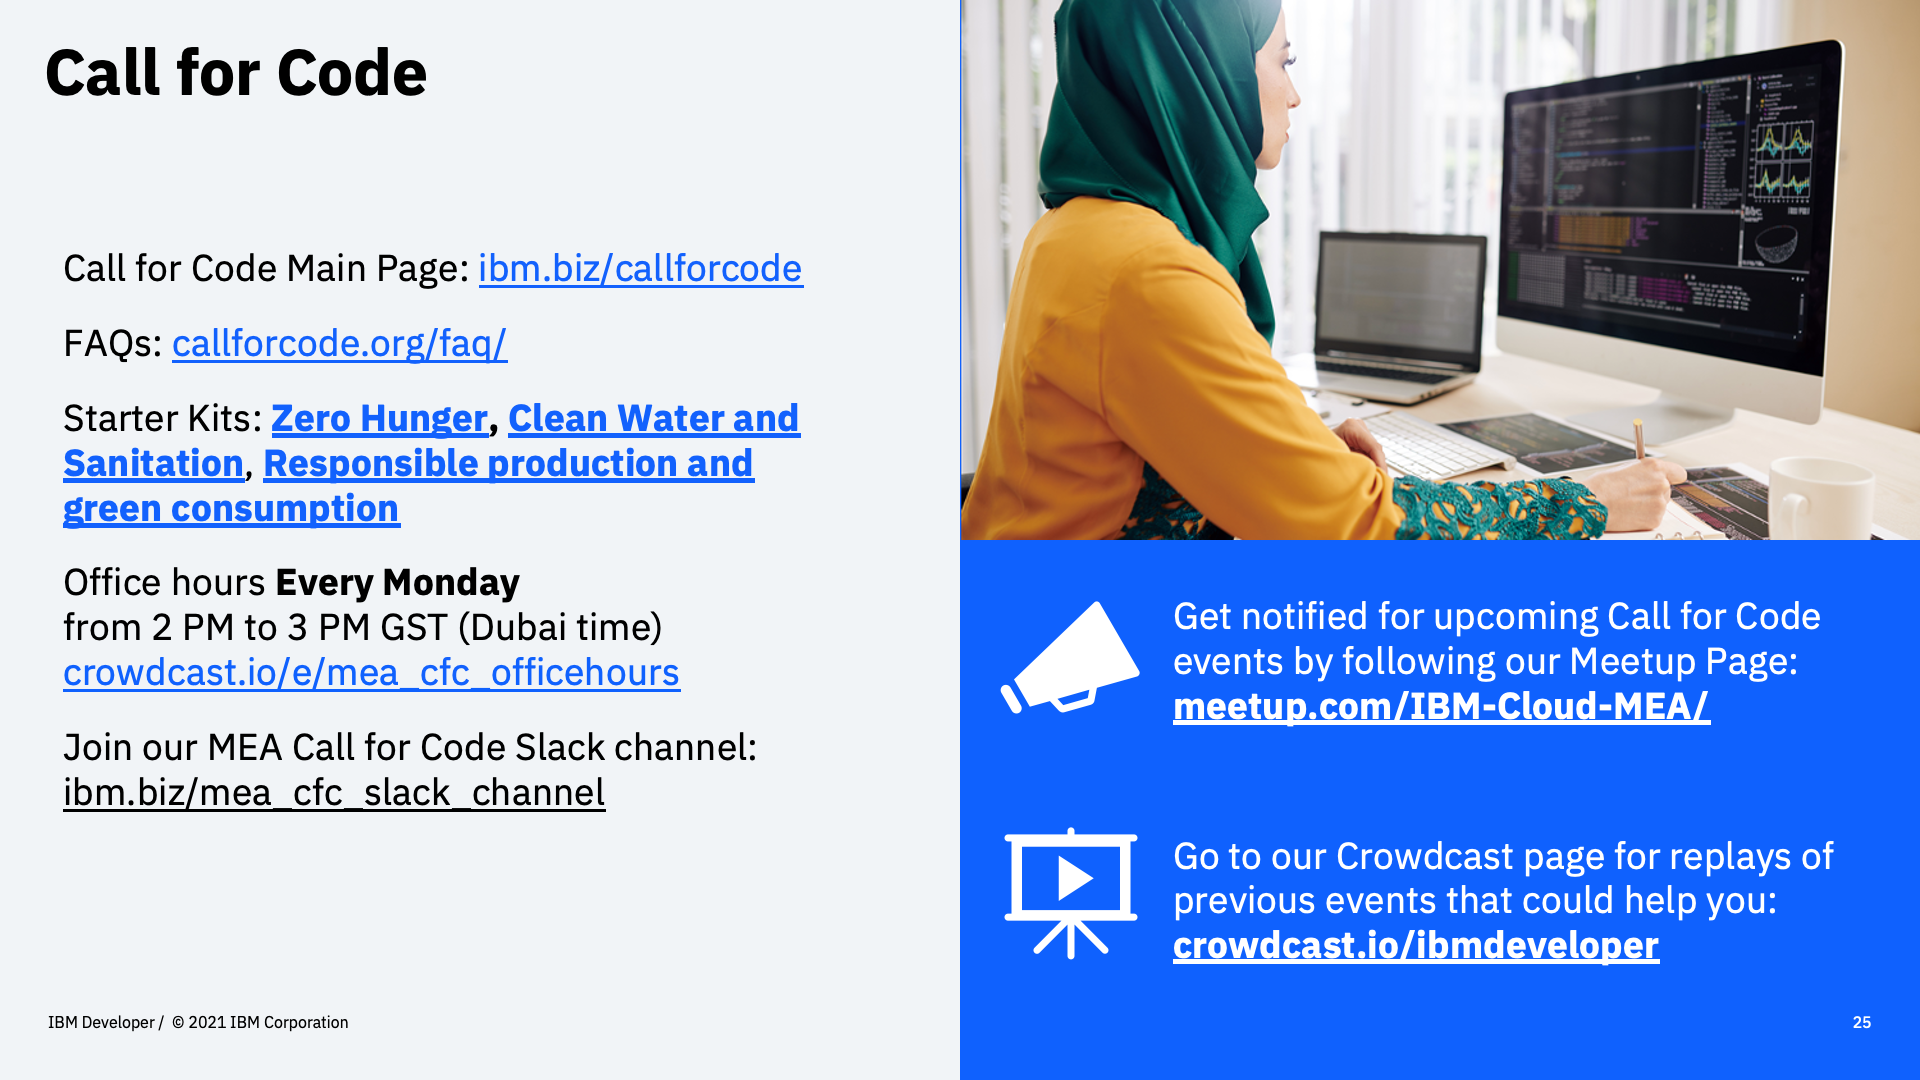 Call for Code
Call for Code Main Page: ibm.biz/callforcode
FAQs: callforcode.org/faq/
Starter Kits: Zero Hunger, Clean Water and
Sanitation, Responsible production and
green consumption
Office hours Every Monday
from 2 PM to 3 PM GST (Dubai time)
crowdcast.io/e/mea_cfc_officehours
Join our MEA Call for Code Slack channel:
ibm.biz/mea_cfc_slack_channel
Get notified for upcoming Call for Code
events by following our Meetup Page:
meetup.com/IBM-Cloud-MEA/
Go to our Crowdcast page for replays of
previous events that could help you:
crowdcast.io/ibmdeveloper
IBM Developer / © 2021 IBM Corporation
25